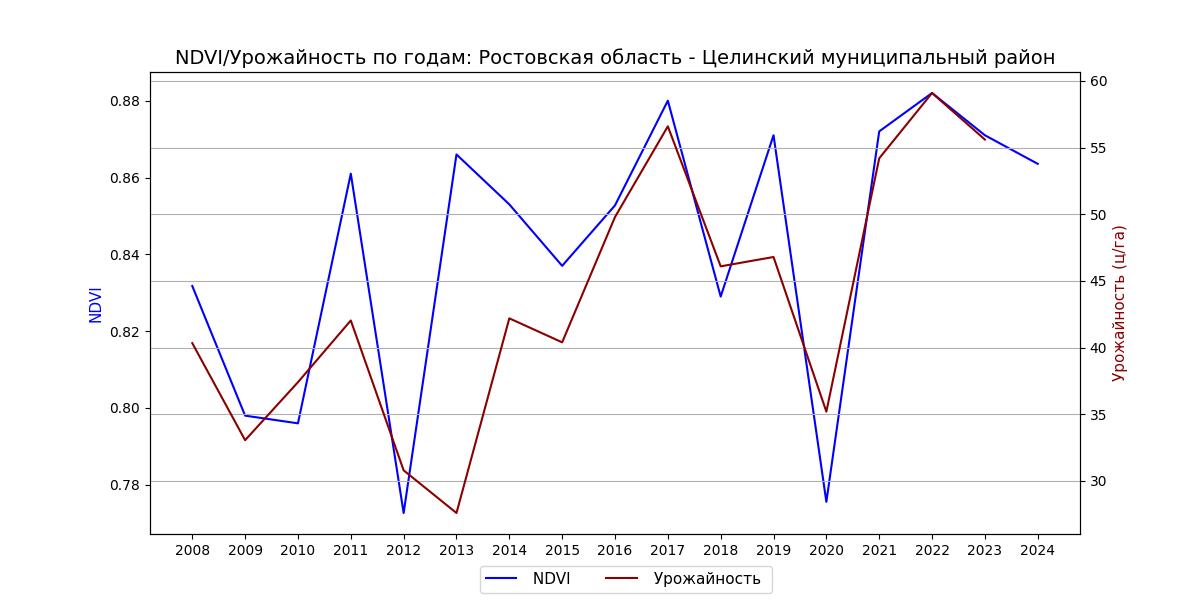 NDVI/Урожайность по годам: Ростовская область - Целинский муниципальный район
0.88
0.86
0.84
0.82
0.80
0.78
NDVI
60
55
50
45
40
35
30
Урожайность (ц/га)
2008 2009 2010 2011 2012 2013 2014 2015 2016 2017 2018 2019 2020 2021 2022 2023 2024
NDVI Урожайность